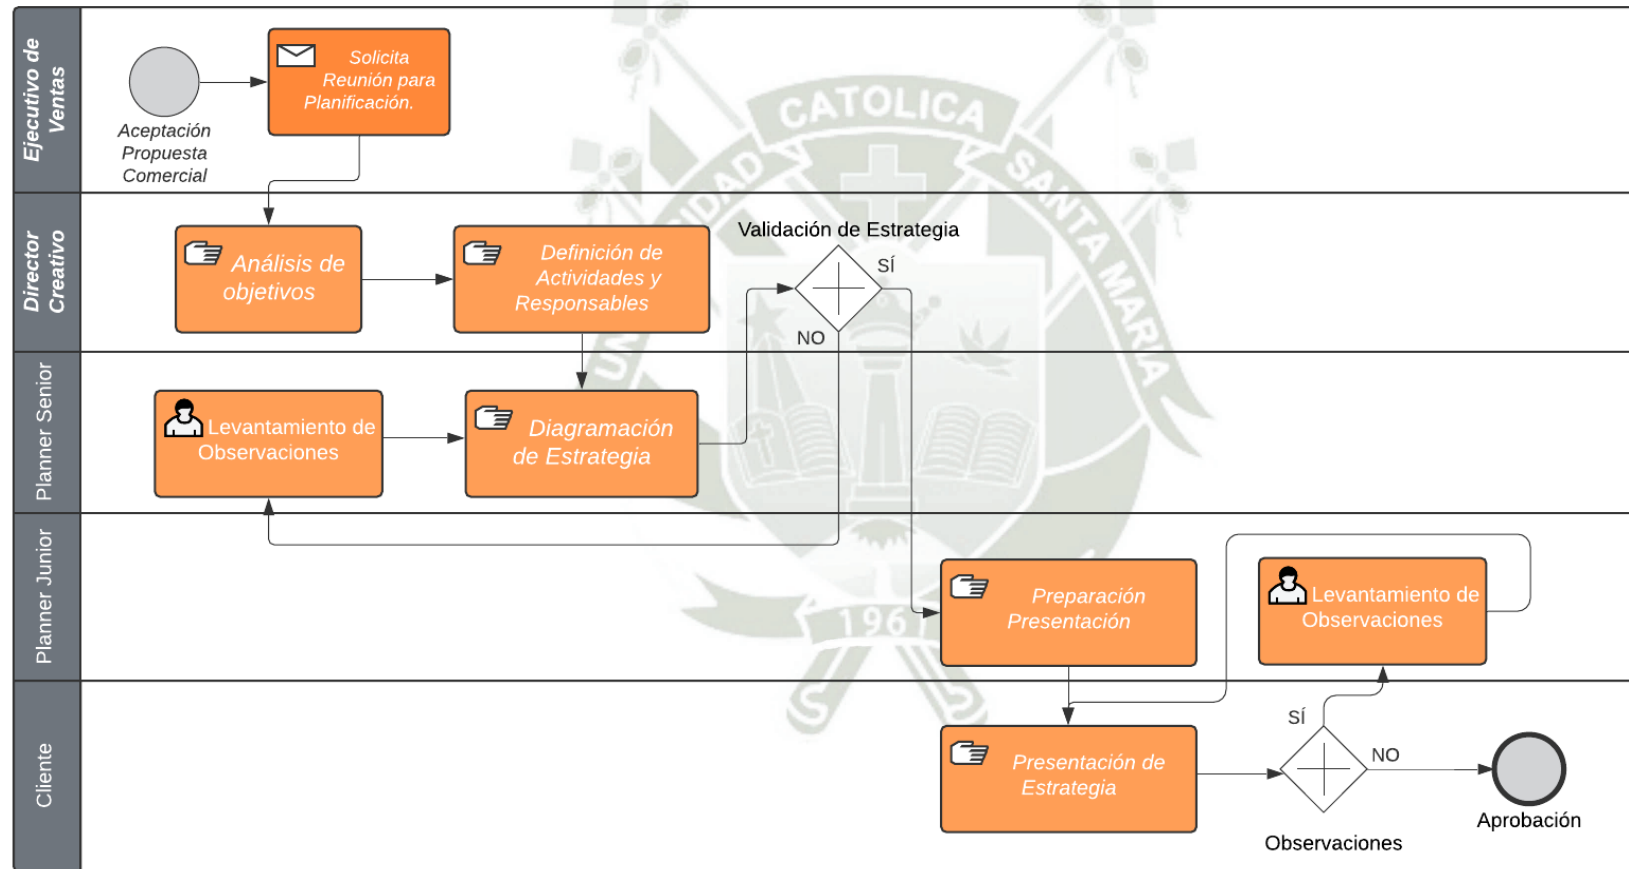 Ejecutivo de
Ventas
Aceptación
Propuesta
Comercial
Solicita
Reunión para
Planificación.
Director
Creativo
Análisis de
objetivos
Definición de
Actividades y
Responsables
Validación de Estrategia
SÍ
NO
Planner Senior
Levantamiento de
Observaciones
Diagramación
de Estrategia
Planner Junior
Preparación
Presentación
Levantamiento de
Observaciones
Cliente
Presentación de
Estrategia
SÍ
NO
Observaciones
Aprobación
CATOLICA
SANTA MARIA
1961